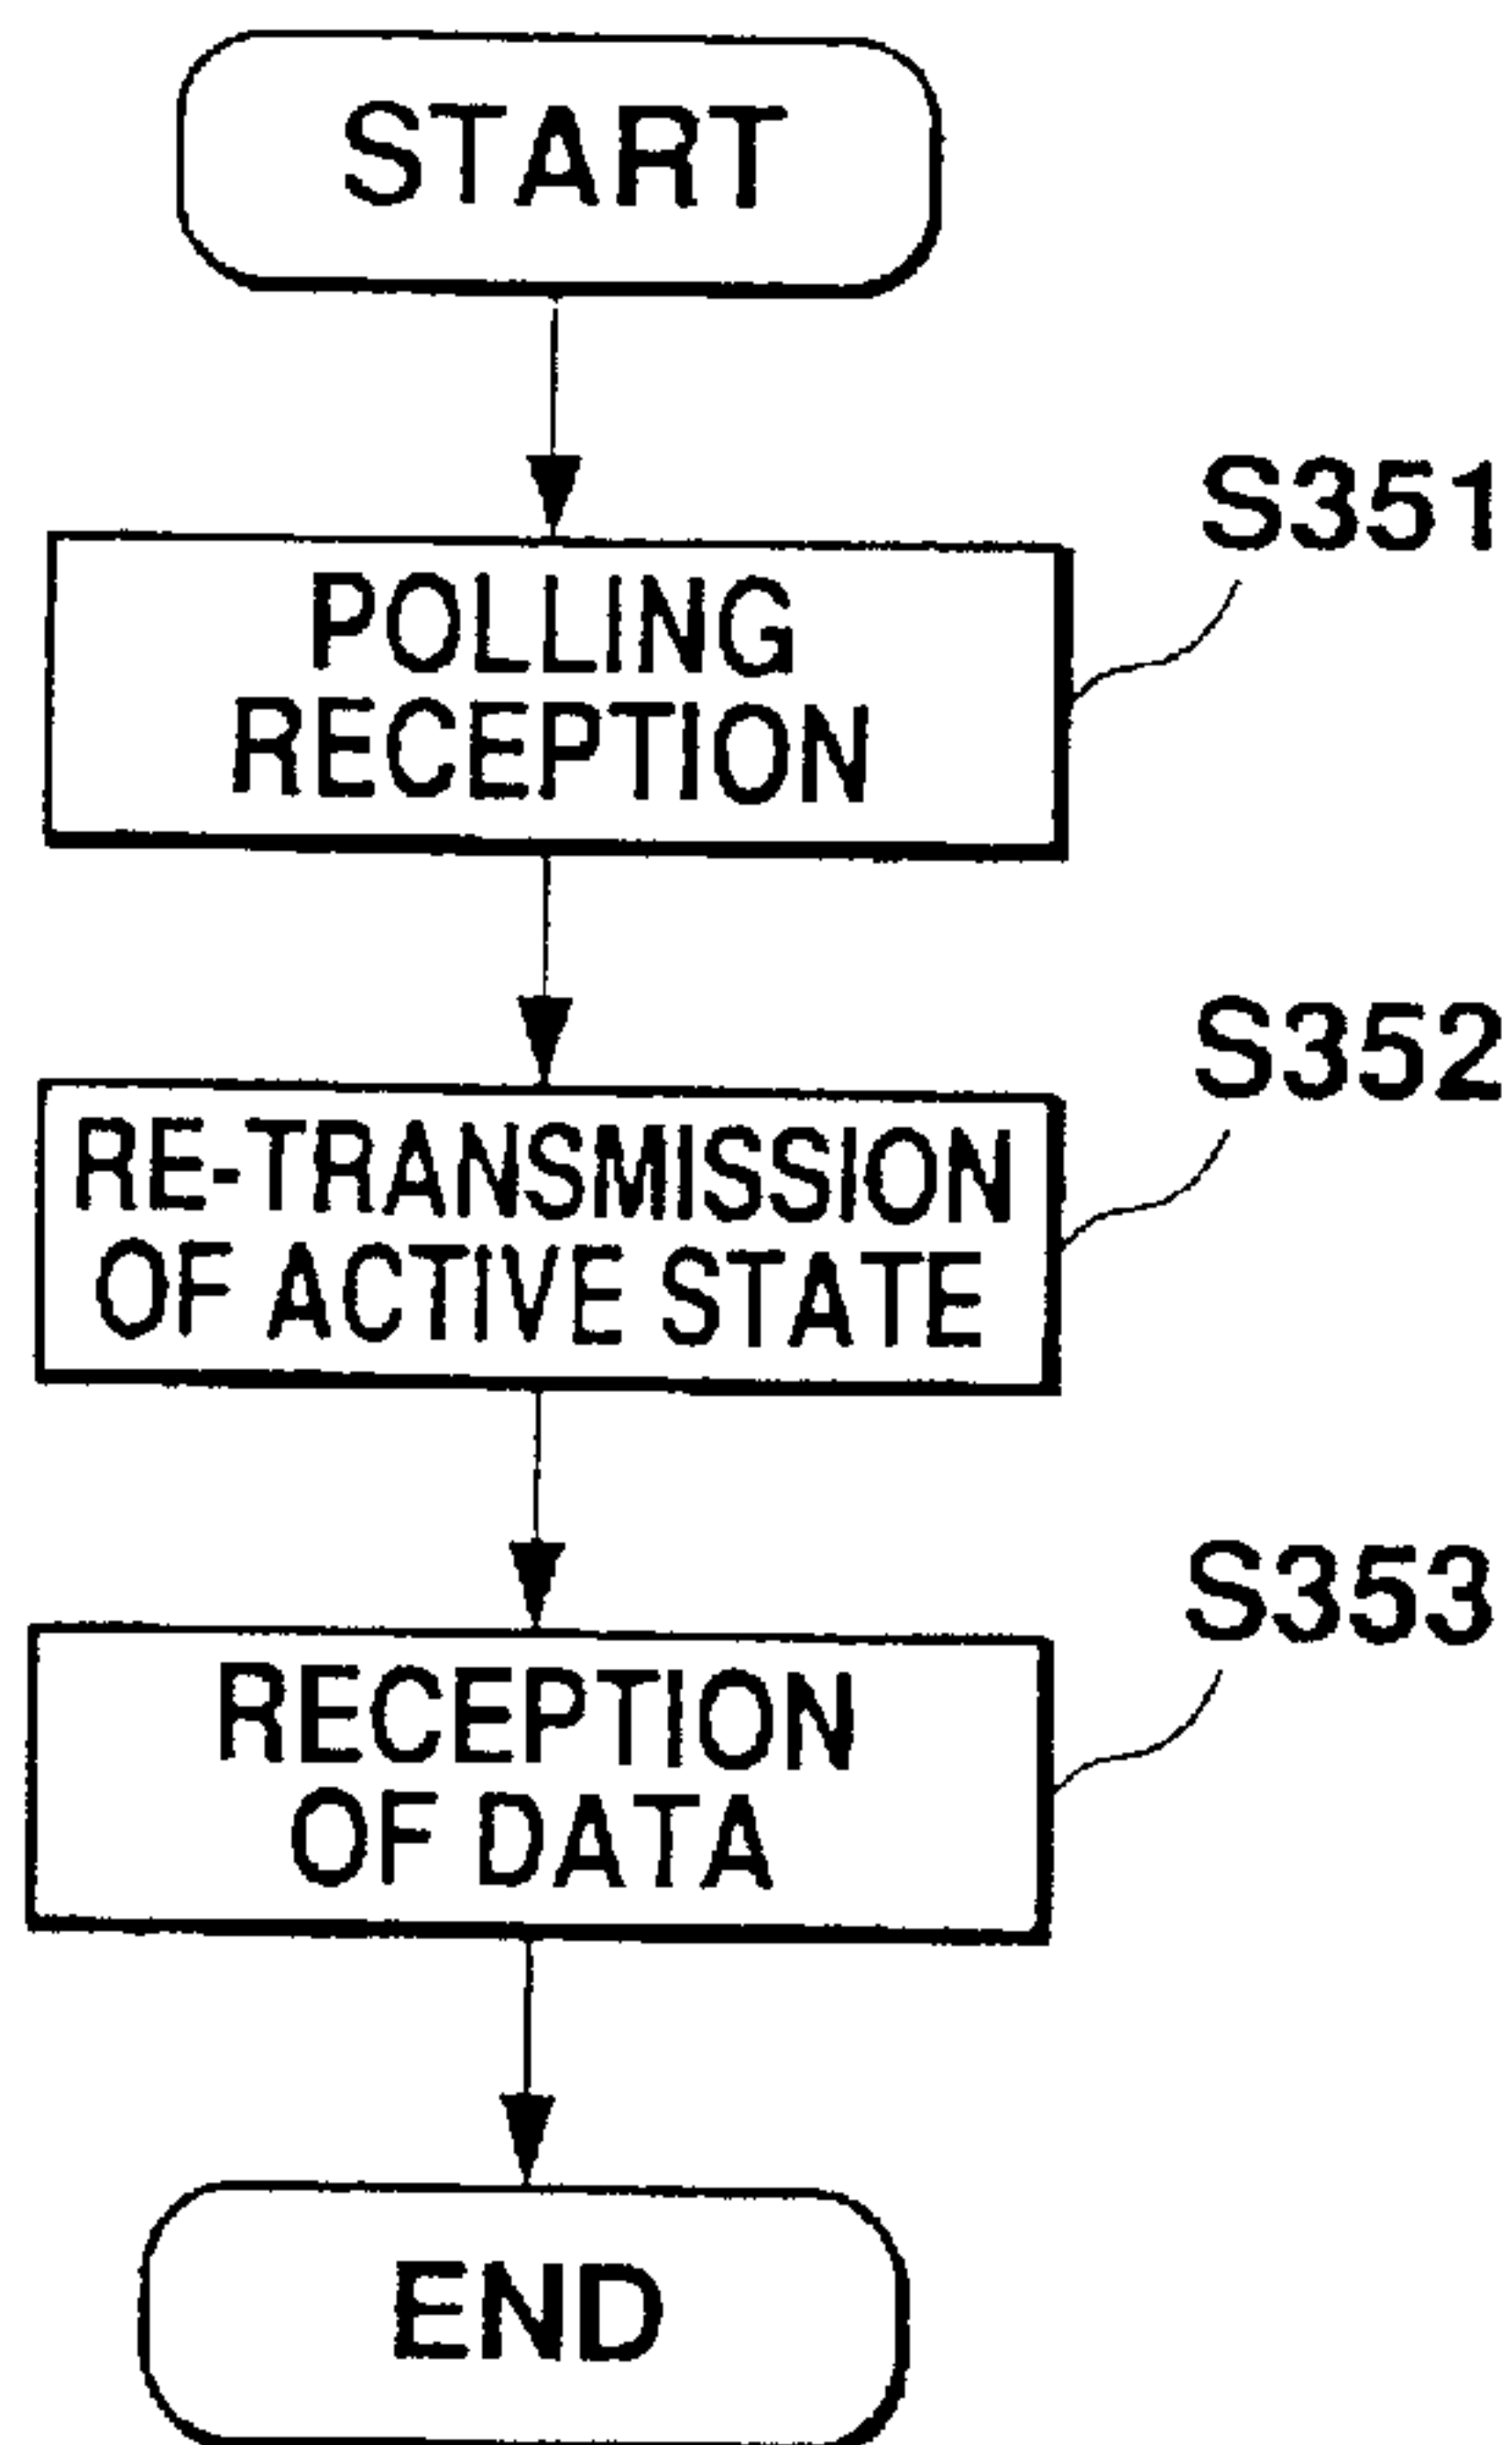 START
S351
POLLING
RECEPTION
S352
RE-TRANSMISSION
OF ACTIVE STATE
S353
RECEPTION
OF DATA
END